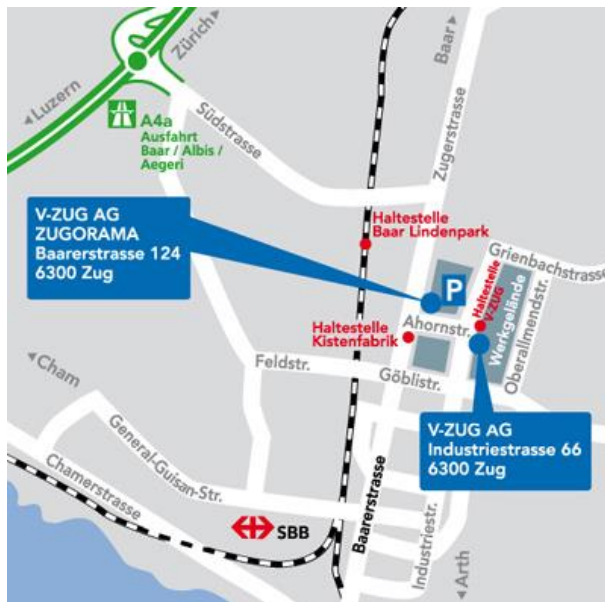 Zürich
Baar
Luzern
A4a
Ausfahrt
Baar / Albis /
Aegeri
Südstrasse
Zugerstrasse
V-ZUG AG
ZUGORAMA
Baarerstrasse 124
6300 Zug
Haltestelle
Baar Lindenpark
P
Grienbachstrasse
Haltestelle
V-ZUG
Werkgelände
Oberallmendstr.
Ahornstr.
Haltestelle
Kistenfabrik
Feldstr.
Göblistr.
Cham
V-ZUG AG
Industriestrasse 66
6300 Zug
General-Guisan-Str.
Chamerstrasse
SBB
Baarerstrasse
Industriestr.
Arth